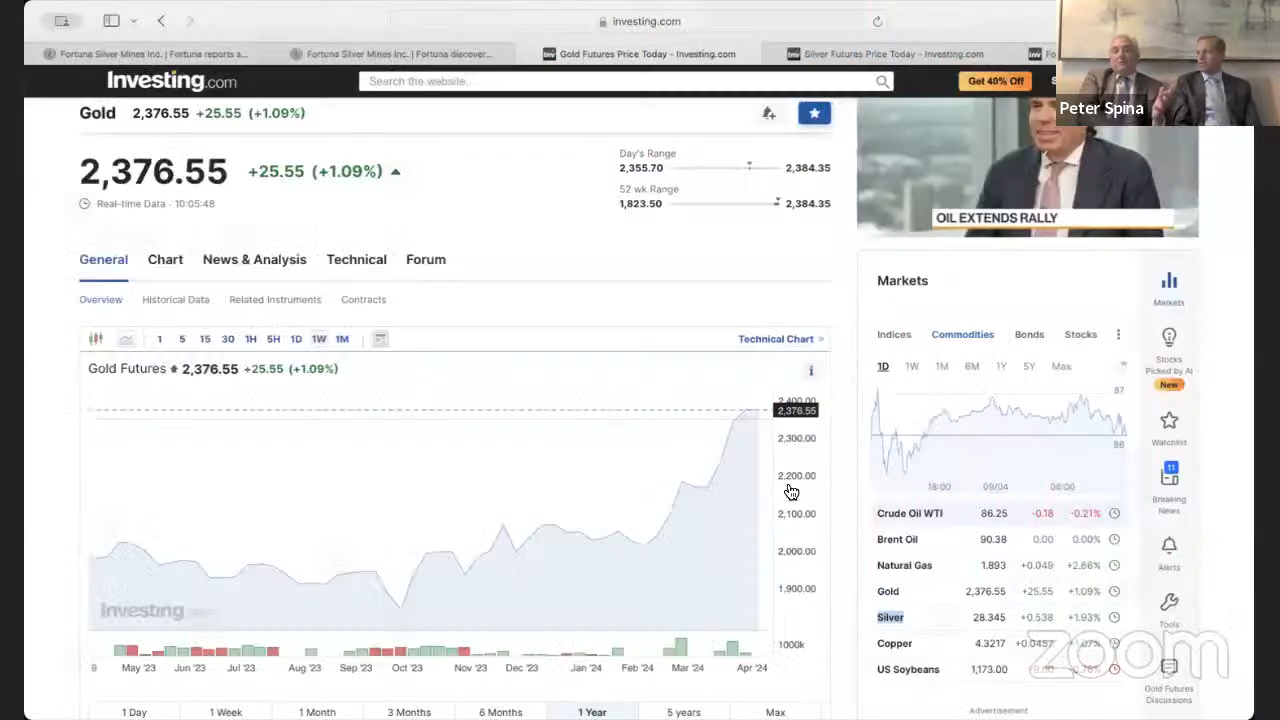 investing.com
Fortuna Silver Mines Inc. | Fortuna reports s...
Fortuna Silver Mines Inc. | Fortuna discover...
Gold Futures Price Today - Investing.com
Silver Futures Price Today - Investing.com
Fo
Investing.com
Search the website...
Get 40% Off
S
Peter Spina
Gold 2,376.55 +25.55 (+1.09%)
2,376.55 +25.55 (+1.09%)
Real-time Data · 10:05:48
Day's Range
2,355.70 2,384.35
52 wk Range
1,823.50 2,384.35
OIL EXTENDS RALLY
General Chart News & Analysis Technical Forum
Overview Historical Data Related Instruments Contracts
1 5 15 30 1H 5H 1D 1W 1M
Technical Chart »
Gold Futures 2,376.55 +25.55 (+1.09%)
2,400.00
2,376.55
2,300.00
2,200.00
2,100.00
2,000.00
1,900.00
Investing
1000k
9 May '23 Jun '23 Jul '23 Aug '23 Sep '23 Oct '23 Nov '23 Dec '23 Jan '24 Feb '24 Mar '24 Apr '24
1 Day 1 Week 1 Month 3 Months 6 Months 1 Year 5 years Max
Markets
Indices Commodities Bonds Stocks
1D 1W 1M 6M 1Y 5Y Max
87
86
18:00 09/04 06:00
Crude Oil WTI 86.25 -0.18 -0.21%
Brent Oil 90.38 0.00 0.00%
Natural Gas 1.893 +0.049 +2.66%
Gold 2,376.55 +25.55 +1.09%
Silver 28.345 +0.538 +1.93%
Copper 4.3217 +0.0457 +1.07%
US Soybeans 1,173.00 -9.00 -0.76%
Advertisement
Markets
Stocks
Picked by AI
New
Watchlist
11
Breaking
News
Alerts
Tools
Gold Futures
Discussions
zoom